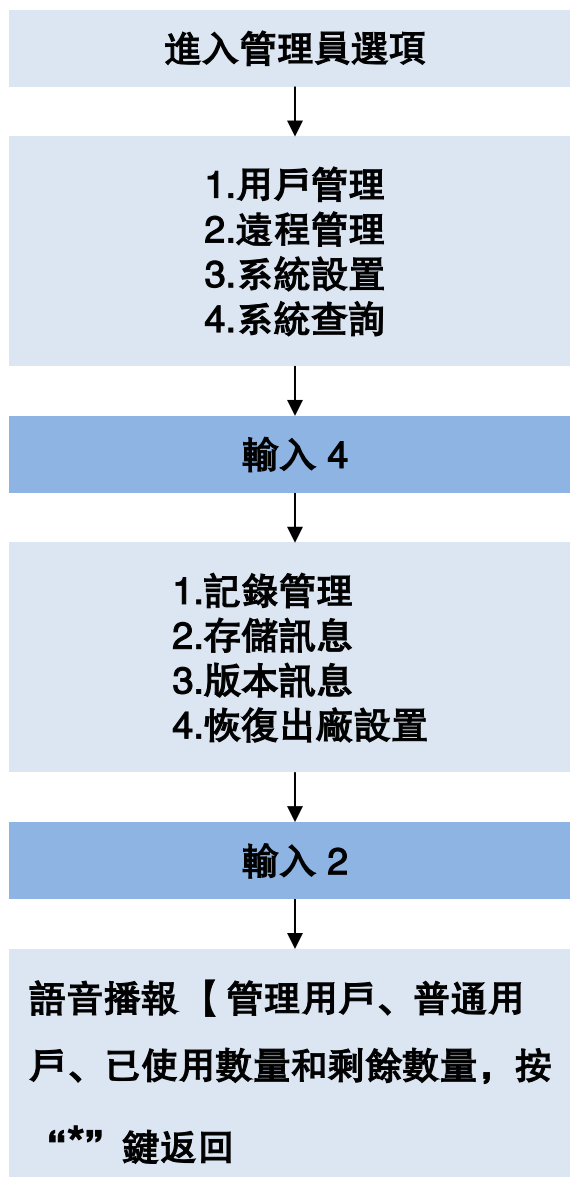 進入管理員選項
1.用戶管理
2.遠程管理
3.系統設置
4.系統查詢
輸入 4
1.記錄管理
2.存儲訊息
3.版本訊息
4.恢復出廠設置
輸入 2
語音播報【管理用戶、普通用
戶、已使用數量和剩餘數量，按
“*”鍵返回